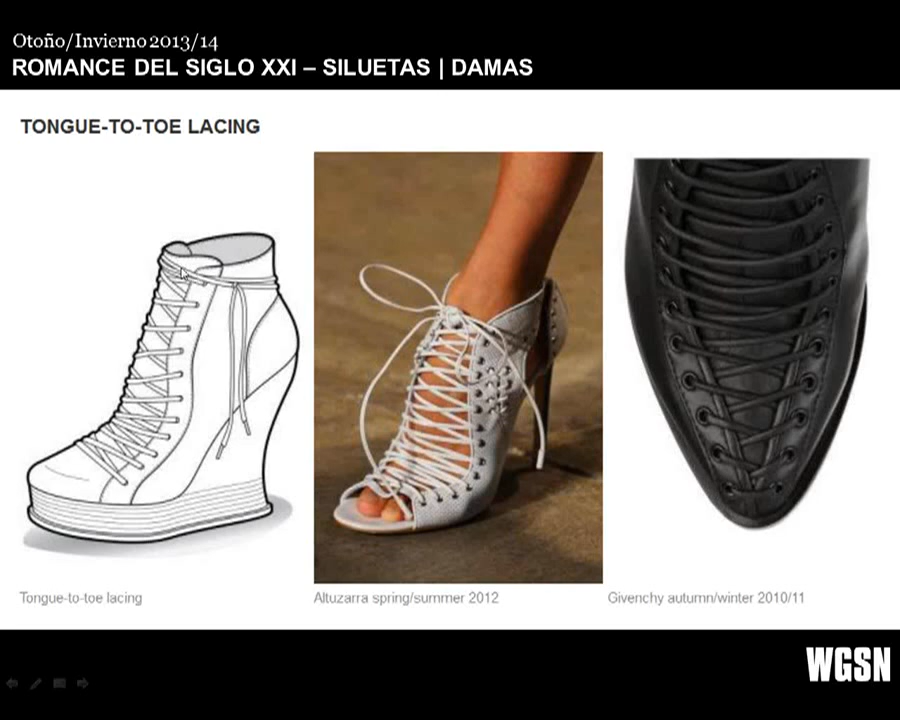 Otoño/Invierno 2013/14
ROMANCE DEL SIGLO XXI – SILUETAS | DAMAS
TONGUE-TO-TOE LACING
Tongue-to-toe lacing
Altuzarra spring/summer 2012
Givenchy autumn/winter 2010/11
WGSN